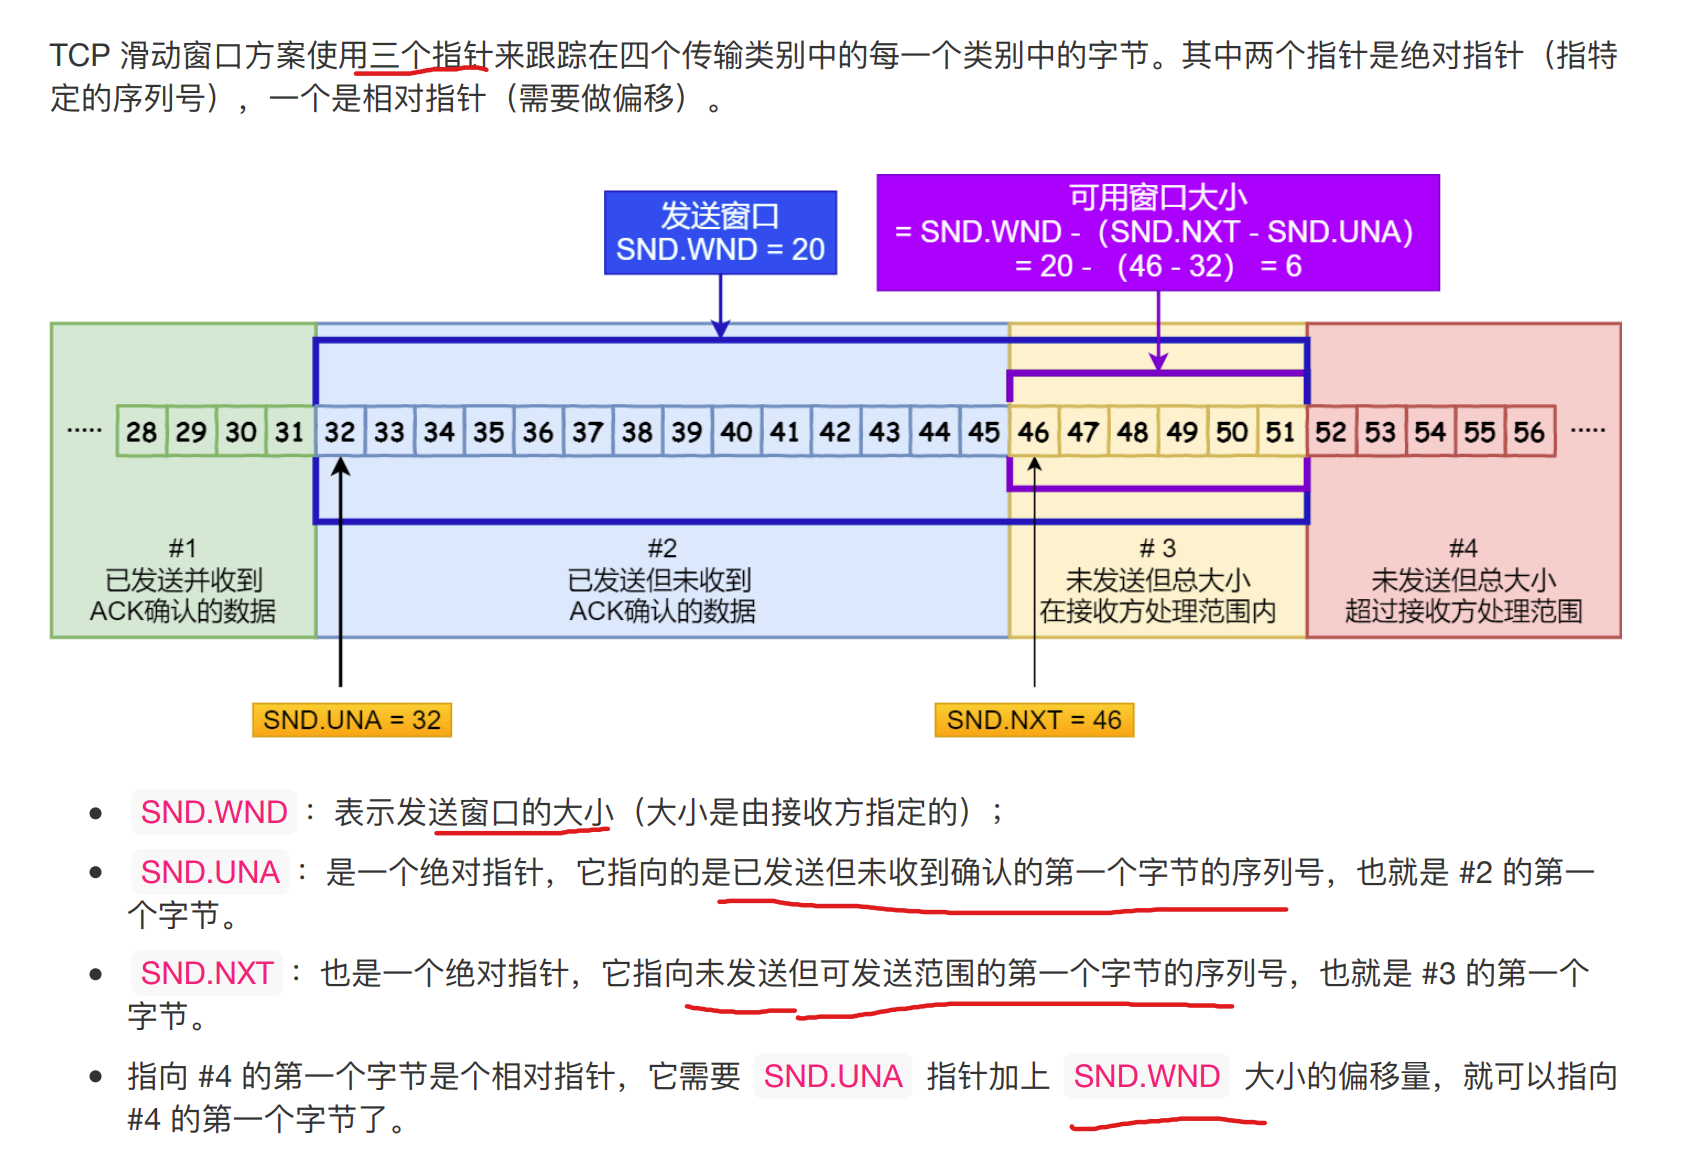 TCP 滑动窗口方案使用三个指针来跟踪在四个传输类别中的每一个类别中的字节。其中两个指针是绝对指针（指特
定的序列号），一个是相对指针（需要做偏移）。
发送窗口
SND.WND = 20
可用窗口大小
= SND.WND -（SND.NXT - SND.UNA）
= 20 - （46 - 32） = 6
..... 28 29 30 31 32 33 34 35 36 37 38 39 40 41 42 43 44 45 46 47 48 49 50 51 52 53 54 55 56 .....
#1
已发送并收到
ACK确认的数据
#2
已发送但未收到
ACK确认的数据
# 3
未发送但总大小
在接收方处理范围内
#4
未发送但总大小
超过接收方处理范围
SND.UNA = 32
SND.NXT = 46
• SND.WND：表示发送窗口的大小（大小是由接收方指定的）；
• SND.UNA：是一个绝对指针，它指向的是已发送但未收到确认的第一个字节的序列号，也就是 #2 的第一
个字节。
• SND.NXT：也是一个绝对指针，它指向未发送但可发送范围的第一个字节的序列号，也就是 #3 的第一个
字节。
• 指向 #4 的第一个字节是个相对指针，它需要 SND.UNA 指针加上 SND.WND 大小的偏移量，就可以指向
#4 的第一个字节了。